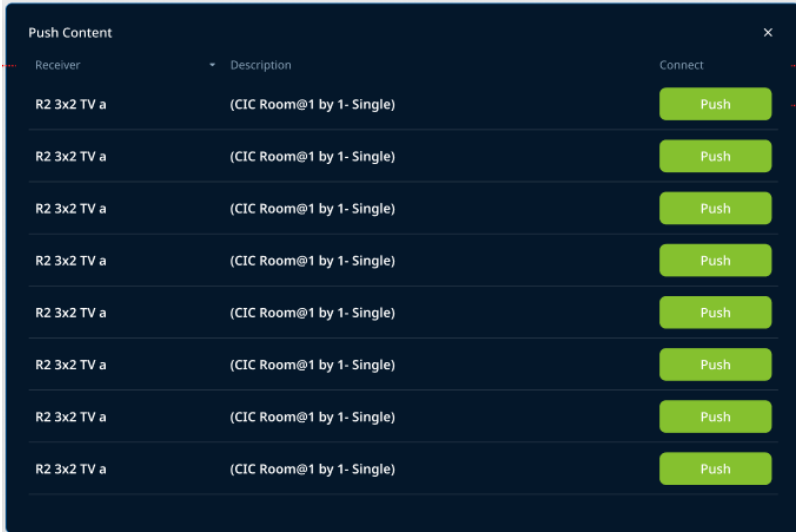 Push Content
Receiver Description Connect
R2 3x2 TV a (CIC Room@1 by 1- Single) Push
R2 3x2 TV a (CIC Room@1 by 1- Single) Push
R2 3x2 TV a (CIC Room@1 by 1- Single) Push
R2 3x2 TV a (CIC Room@1 by 1- Single) Push
R2 3x2 TV a (CIC Room@1 by 1- Single) Push
R2 3x2 TV a (CIC Room@1 by 1- Single) Push
R2 3x2 TV a (CIC Room@1 by 1- Single) Push
R2 3x2 TV a (CIC Room@1 by 1- Single) Push